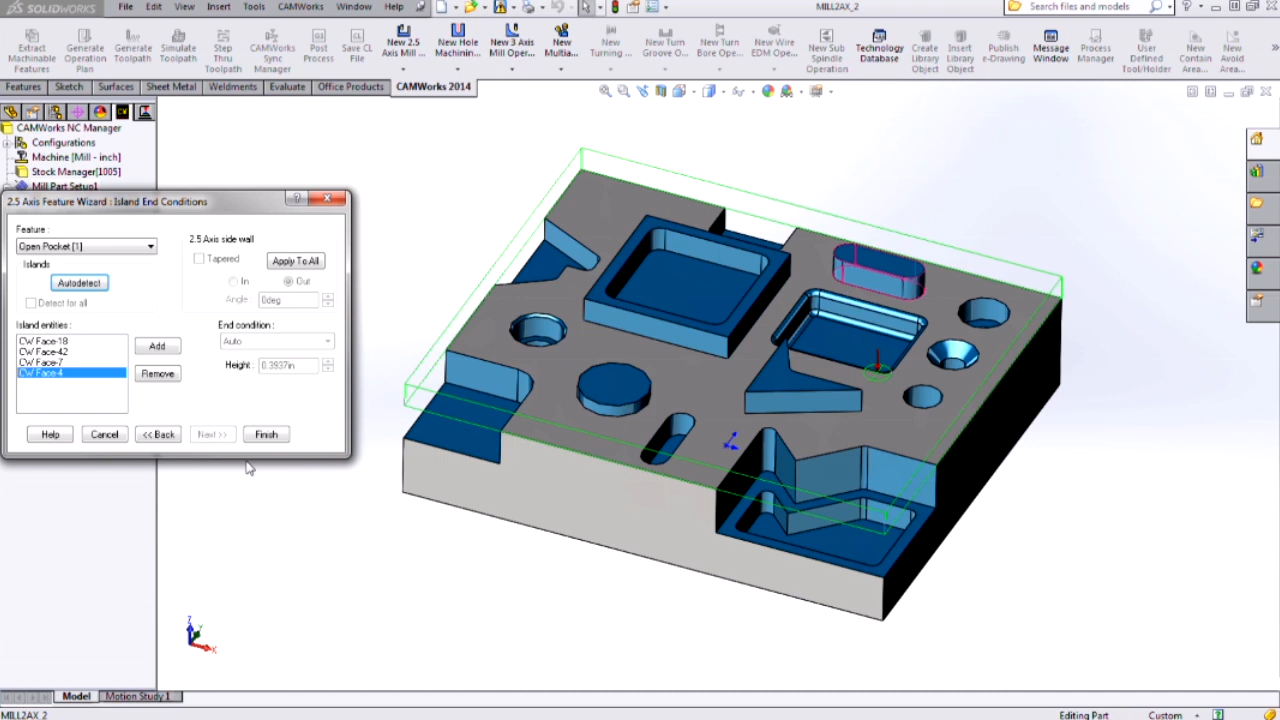 SOLIDWORKS File Edit View Insert Tools CAMWorks Window Help MILL2AX_2 Search files and models
Extract Machinable Features
Generate Operation Plan
Generate Toolpath
Simulate Toolpath
Step Thru Toolpath
CAMWorks Sync Manager
Post Process
Save CL File
New 2.5 Axis Mill ...
New Hole Machinin...
New 3 Axis Mill Oper...
New Multia...
New Turning ...
New Turn Groove O...
New Turn Bore Ope...
New Wire EDM Ope...
New Sub Spindle Operation
Technology Database
Create Library Object
Insert Library Object
Publish e-Drawing
Message Window
Process Manager
User Defined Tool/Holder
New Contain Area...
New Avoid Area...
Features Sketch Surfaces Sheet Metal Weldments Evaluate Office Products CAMWorks 2014
CAMWorks NC Manager
Configurations
Machine [Mill - inch]
Stock Manager[1005]
Mill Part Setup1
2.5 Axis Feature Wizard : Island End Conditions
Feature :
Open Pocket [1]
Islands
Autodetect
Detect for all
2.5 Axis side wall
Tapered Apply To All
In Out
Angle 0deg
Island entities:
CW Face-18
CW Face-42
CW Face-7
CW Face-4
Add
Remove
End condition :
Auto
Height : 0.3937in
Help Cancel << Back Next >> Finish
Z
Y
X
Model Motion Study 1
MILL2AX_2 Editing Part Custom